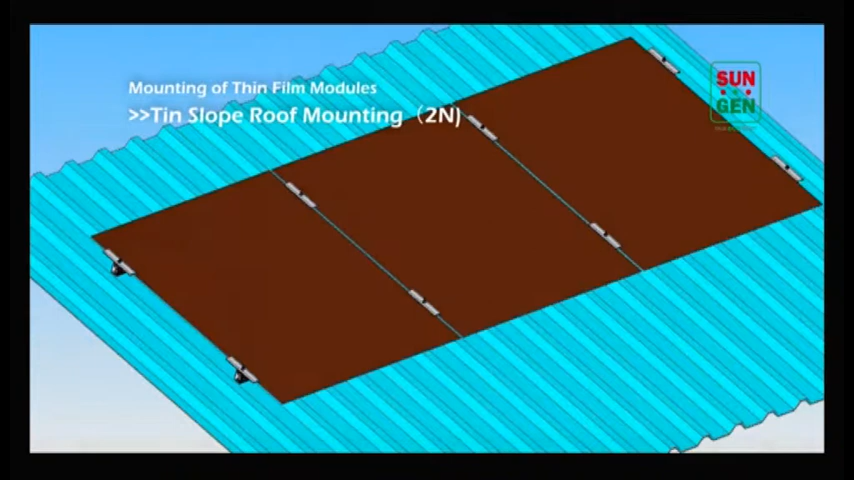 Mounting of Thin Film Modules
>>Tin Slope Roof Mounting（2N)
SUN
GEN